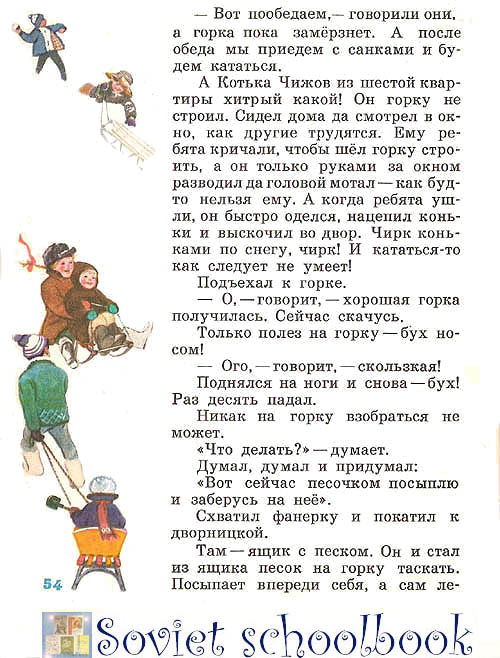 — Вот пообедаем,— говорили они,
а горка пока замёрзнет. А после
обеда мы приедем с санками и бу-
дем кататься.
А Котька Чижов из шестой квар-
тиры хитрый какой! Он горку не
строил. Сидел дома да смотрел в ок-
но, как другие трудятся. Ему ре-
бята кричали, чтобы шёл горку стро-
ить, а он только руками за окном
разводил да головой мотал — как буд-
то нельзя ему. А когда ребята уш-
ли, он быстро оделся, нацепил конь-
ки и выскочил во двор. Чирк конь-
ками по снегу, чирк! И кататься-то
как следует не умеет!
Подъехал к горке.
— О,— говорит, — хорошая горка
получилась. Сейчас скачусь.
Только полез на горку — бух но-
сом!
— Ого, — говорит, — скользкая!
Поднялся на ноги и снова — бух!
Раз десять падал.
Никак на горку взобраться не
может.
«Что делать?» — думает.
Думал, думал и придумал:
«Вот сейчас песочком посыплю
и заберусь на неё».
Схватил фанерку и покатил к
дворницкой.
Там — ящик с песком. Он и стал
из ящика песок на горку таскать.
Посыпает впереди себя, а сам ле-
54
Soviet schoolbook